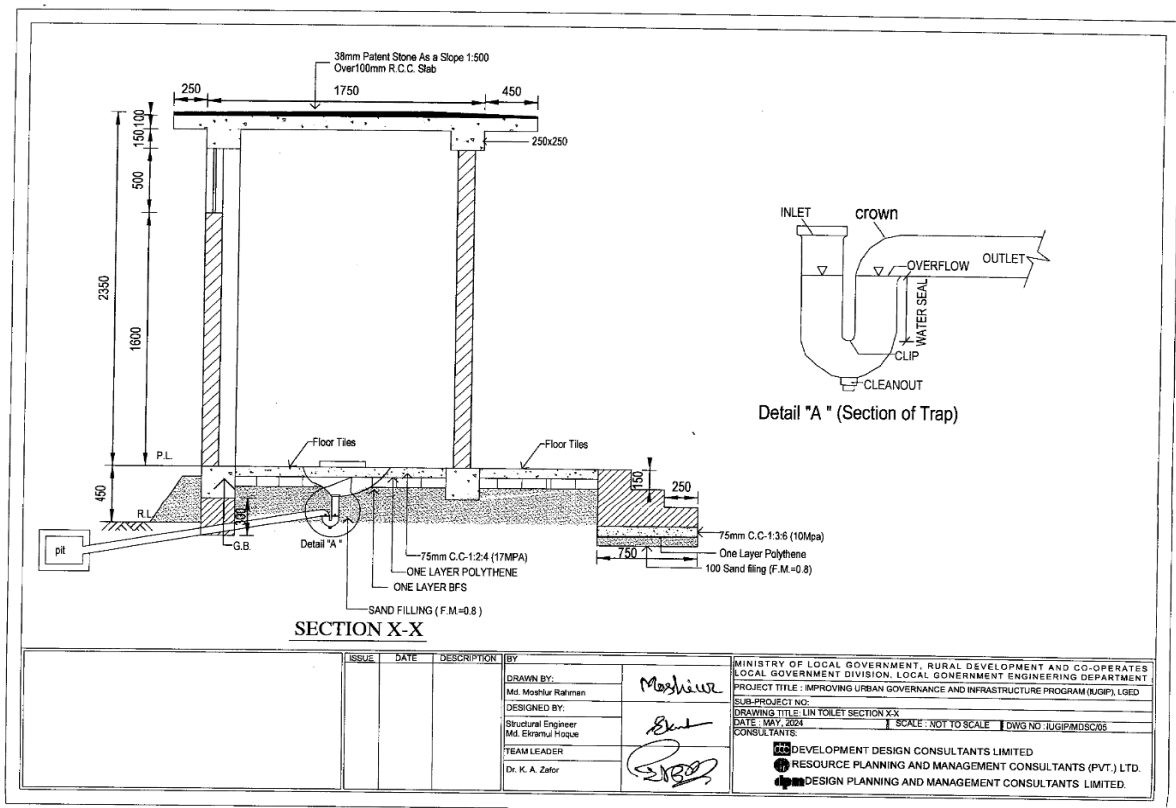 38mm Patent Stone As a Slope 1:500
Over100mm R.C.C. Slab
250
1750
450
100
150
250x250
500
2350
1600
INLET
crown
OUTLET
OVERFLOW
WATER SEAL
CLIP
CLEANOUT
Detail "A " (Section of Trap)
Floor Tiles
Floor Tiles
P.L.
450
150
250
R.L.
300
pit
G.B.
Detail "A"
75mm C.C-1:2:4 (17MPA)
ONE LAYER POLYTHENE
ONE LAYER BFS
SAND FILLING ( F.M.=0.8 )
75mm C.C-1:3:6 (10Mpa)
One Layer Polythene
750
100 Sand filing (F.M.=0.8)
SECTION X-X
ISSUE DATE DESCRIPTION BY
DRAWN BY:
Md. Moshiur Rahman
Moshiur
DESIGNED BY:
Structural Engineer
Md. Ekramul Hoque
TEAM LEADER
Dr. K. A. Zafor
MINISTRY OF LOCAL GOVERNMENT, RURAL DEVELOPMENT AND CO-OPERATES
LOCAL GOVERNMENT DIVISION, LOCAL GONERNMENT ENGINEERING DEPARTMENT
PROJECT TITLE : IMPROVING URBAN GOVERNANCE AND INFRASTRUCTURE PROGRAM (IUGIP), LGED
SUB-PROJECT NO:
DRAWING TITLE: LIN TOILET SECTION X-X
DATE : MAY, 2024 SCALE : NOT TO SCALE DWG NO :IUGIP/MDSC/05
CONSULTANTS:
ddc DEVELOPMENT DESIGN CONSULTANTS LIMITED
RESOURCE PLANNING AND MANAGEMENT CONSULTANTS (PVT.) LTD.
dpm DESIGN PLANNING AND MANAGEMENT CONSULTANTS LIMITED.